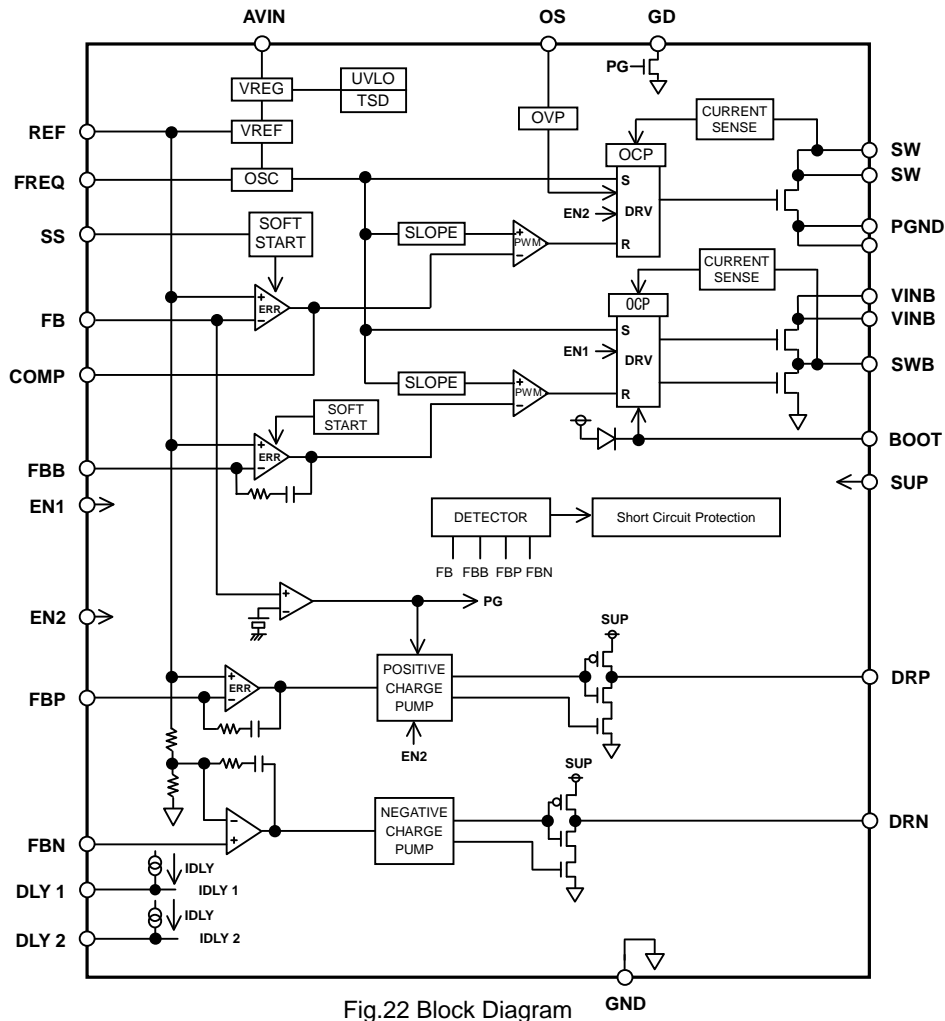 AVIN OS GD
PG
UVLO
VREG
TSD
OVP
CURRENT
SENSE
REF
VREF
OCP
SW
FREQ
OSC
S
SW
EN2
DRV
SS
SOFT
START
SLOPE
+
PWM
−
R
PGND
CURRENT
SENSE
+
ERR
−
OCP
VINB
FB
S
VINB
EN1
DRV
SWB
COMP
SLOPE
+
PWM
−
R
SOFT
START
+
ERR
−
BOOT
FBB
SUP
EN1
DETECTOR
Short Circuit Protection
FB FBB FBP FBN
+
−
PG
EN2
SUP
POSITIVE
CHARGE
PUMP
+
ERR
−
DRP
FBP
EN2
SUP
NEGATIVE
CHARGE
PUMP
DRN
−
+
FBN
IDLY
DLY 1
IDLY 1
IDLY
DLY 2
IDLY 2
GND
Fig.22 Block Diagram